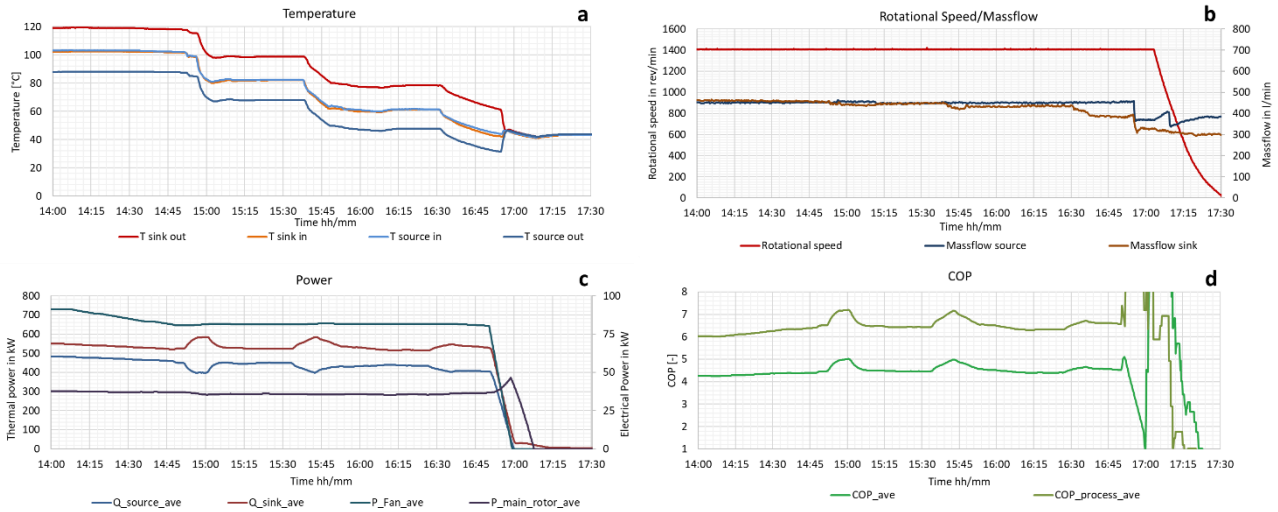 Temperature
a
Temperature [°C]
120
100
80
60
40
20
0
14:00 14:15 14:30 14:45 15:00 15:15 15:30 15:45 16:00 16:15 16:30 16:45 17:00 17:15 17:30
Time hh/mm
T sink out T sink in T source in T source out
Rotational Speed/Massflow
b
Rotational speed in rev/min
1600
1400
1200
1000
800
600
400
200
0
800
700
600
500
400
300
200
100
0
Massflow in l/min
14:00 14:15 14:30 14:45 15:00 15:15 15:30 15:45 16:00 16:15 16:30 16:45 17:00 17:15 17:30
Time hh/mm
Rotational speed Massflow source Massflow sink
Power
c
Thermal power in kW
800
700
600
500
400
300
200
100
0
100
75
50
25
0
Electrical Power in kW
14:00 14:15 14:30 14:45 15:00 15:15 15:30 15:45 16:00 16:15 16:30 16:45 17:00 17:15 17:30
Time hh/mm
Q_source_ave Q_sink_ave P_Fan_ave P_main_rotor_ave
COP
d
COP [-]
8
7
6
5
4
3
2
1
14:00 14:15 14:30 14:45 15:00 15:15 15:30 15:45 16:00 16:15 16:30 16:45 17:00 17:15 17:30
Time hh/mm
COP_ave COP_process_ave